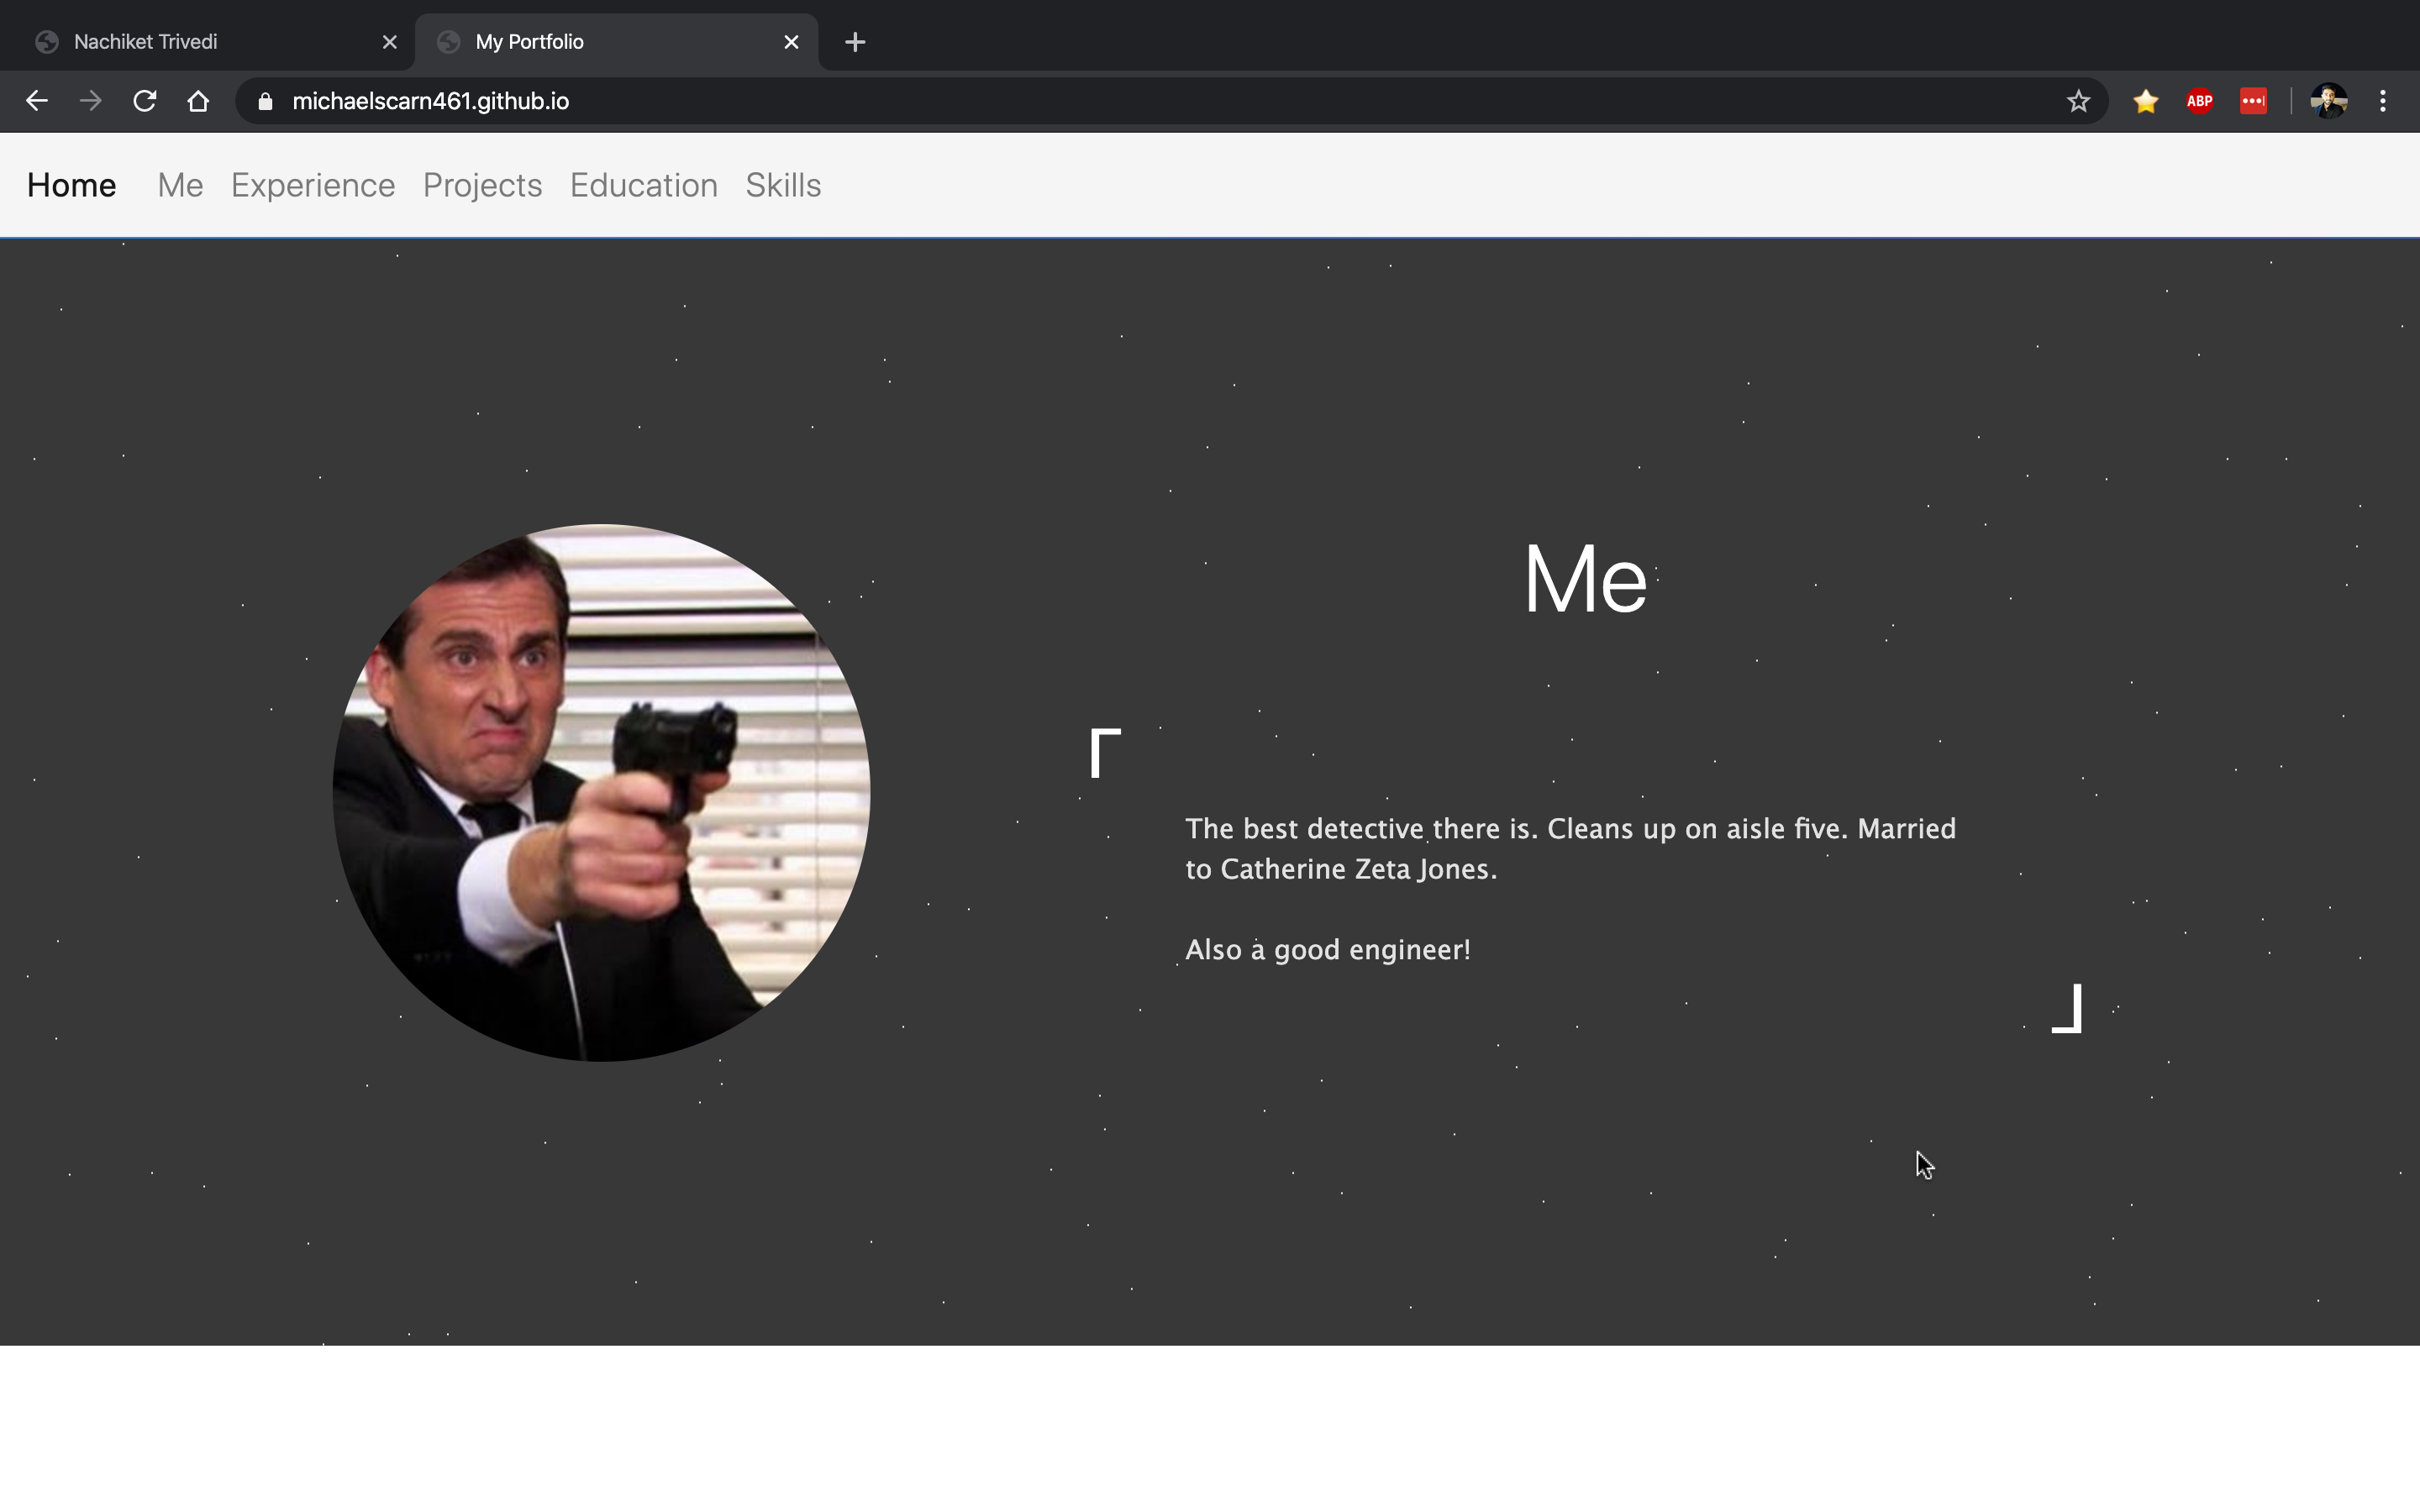 Nachiket Trivedi
My Portfolio
michaelscarn461.github.io
ABP
Home Me Experience Projects Education Skills
Me
「
The best detective there is. Cleans up on aisle five. Married
to Catherine Zeta Jones.
Also a good engineer!
」